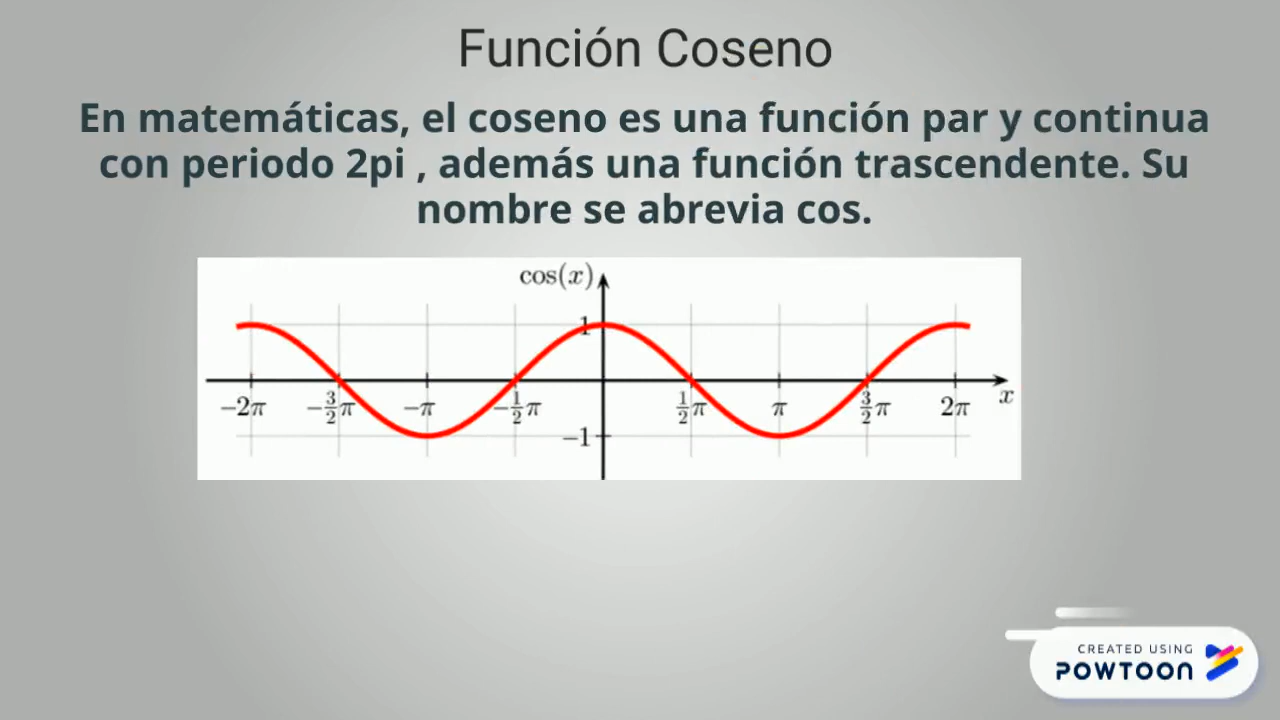 Función Coseno
En matemáticas, el coseno es una función par y continua
con periodo 2pi , además una función trascendente. Su
nombre se abrevia cos.
cos(x)
1
−2π −3/2π −π −1/2π 1/2π π 3/2π 2π x
−1
CREATED USING
POWTOON